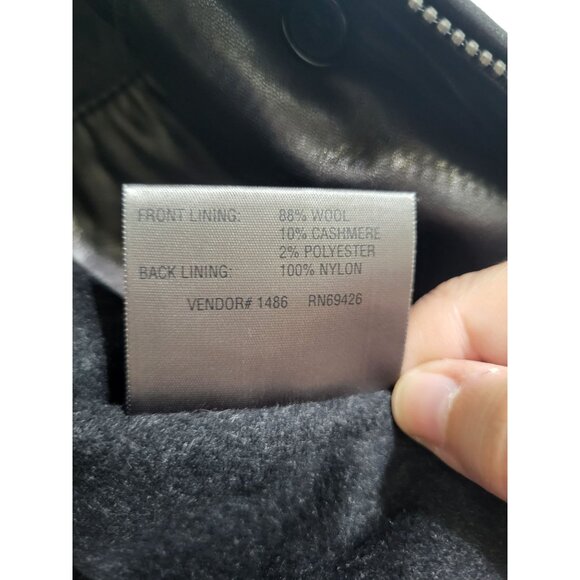 FRONT LINING: 88% WOOL
10% CASHMERE
2% POLYESTER
BACK LINING: 100% NYLON
VENDOR# 1486 RN69426